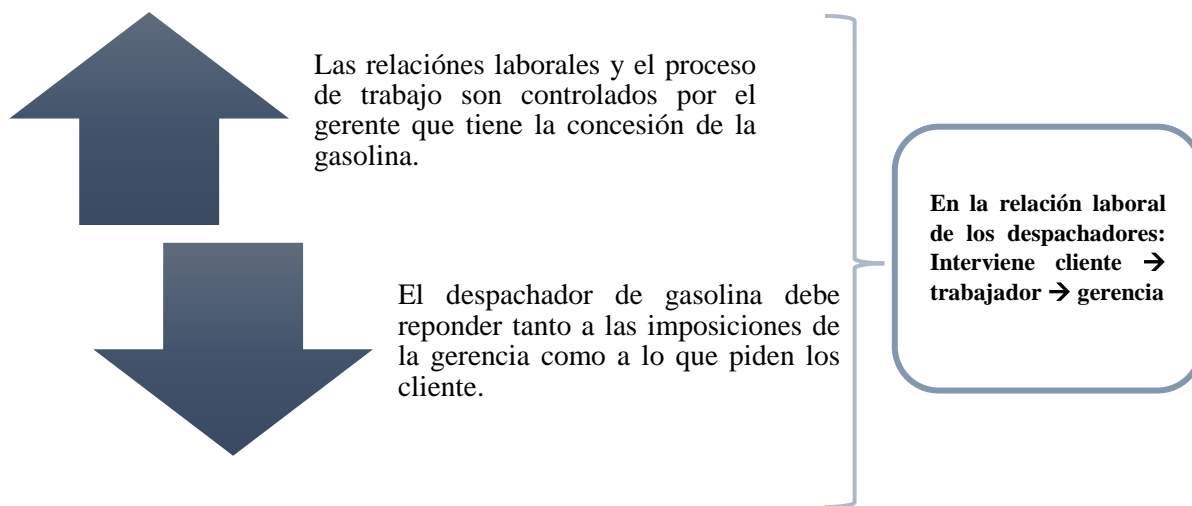 Las relaciónes laborales y el proceso
de trabajo son controlados por el
gerente que tiene la concesión de la
gasolina.
El despachador de gasolina debe
reponder tanto a las imposiciones de
la gerencia como a lo que piden los
cliente.
En la relación laboral
de los despachadores:
Interviene cliente →
trabajador → gerencia